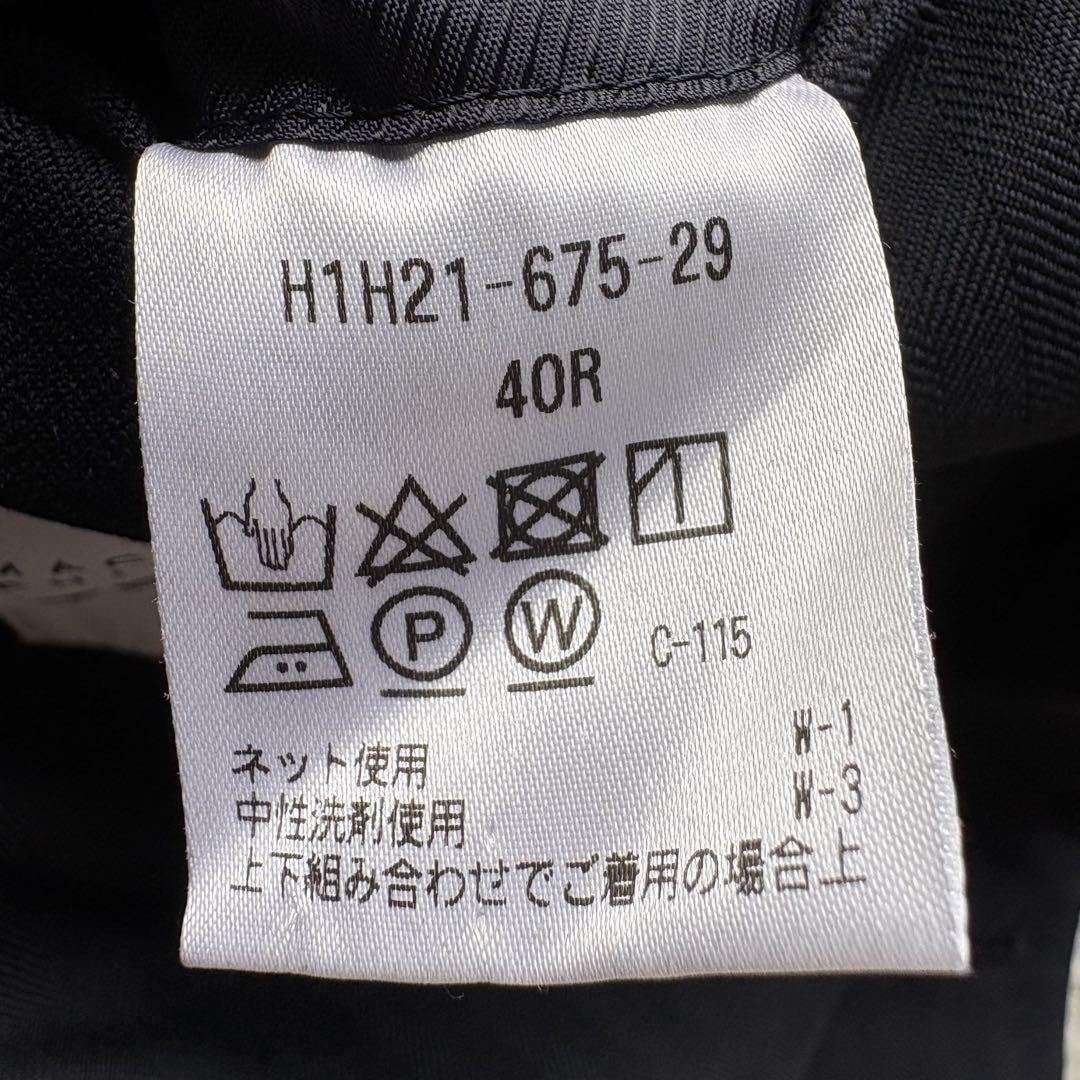 H1H21-675-29
40R
P
W
C-115
W-1
ネット使用
W-3
中性洗剤使用
上下組み合わせでご着用の場合上